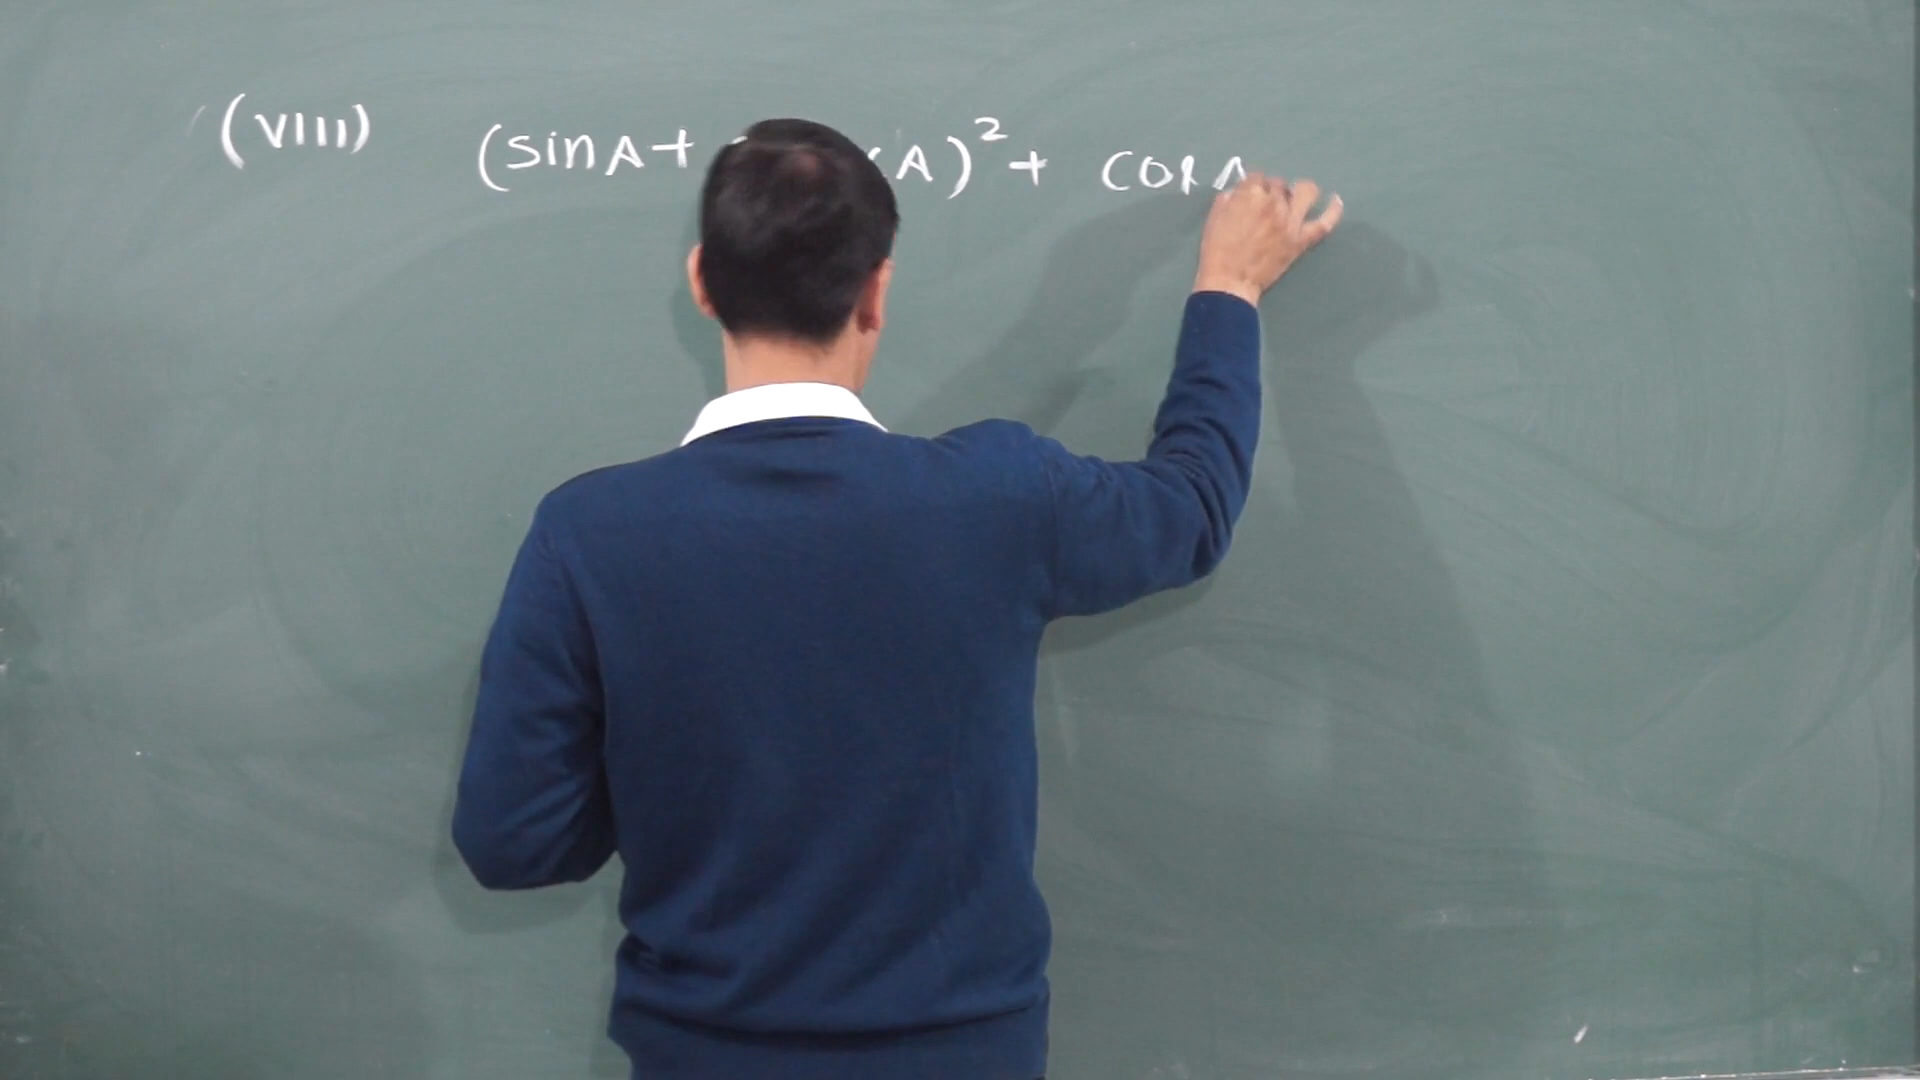 (VIII) (sinA+ A)²+ cosA